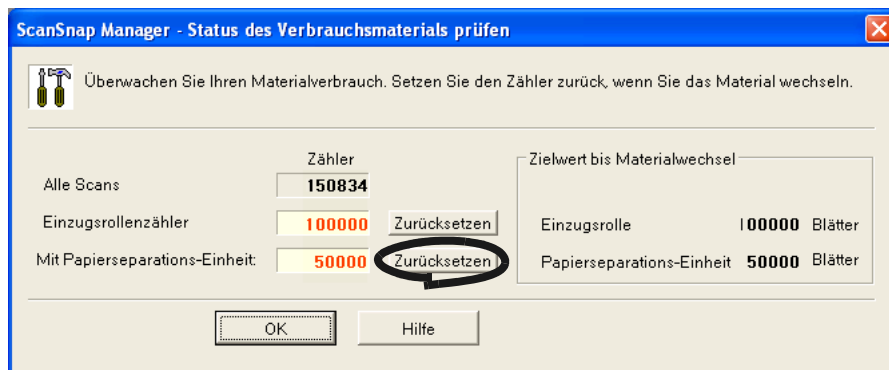 ScanSnap Manager - Status des Verbrauchsmaterials prüfen
Überwachen Sie Ihren Materialverbrauch. Setzen Sie den Zähler zurück, wenn Sie das Material wechseln.
Zähler
Zielwert bis Materialwechsel
Alle Scans 150834
Einzugsrollenzähler 100000 Zurücksetzen Einzugsrolle 100000 Blätter
Mit Papierseparations-Einheit: 50000 Zurücksetzen Papierseparations-Einheit 50000 Blätter
OK Hilfe